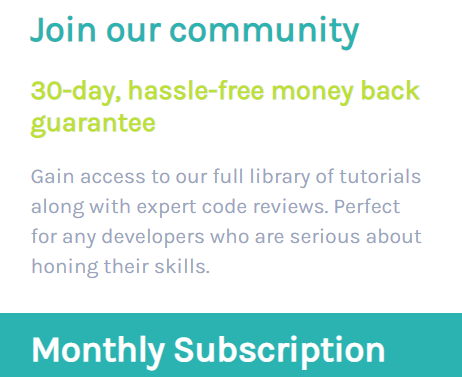 Join our community
30-day, hassle-free money back
guarantee
Gain access to our full library of tutorials
along with expert code reviews. Perfect
for any developers who are serious about
honing their skills.
Monthly Subscription